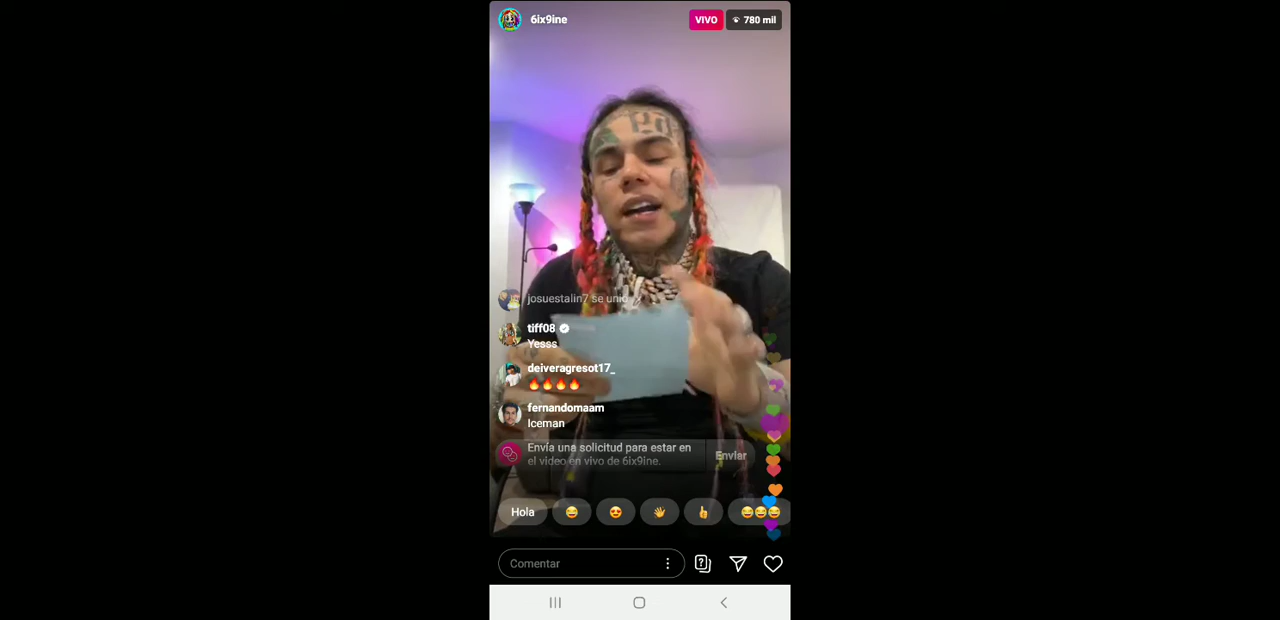 6ix9ine
VIVO
780 mil
josuestalin7 se unió
tiff08
Yesss
deiveragresot17_
fernandomaam
Iceman
Envía una solicitud para estar en
el video en vivo de 6ix9ine.
Enviar
Hola
Comentar